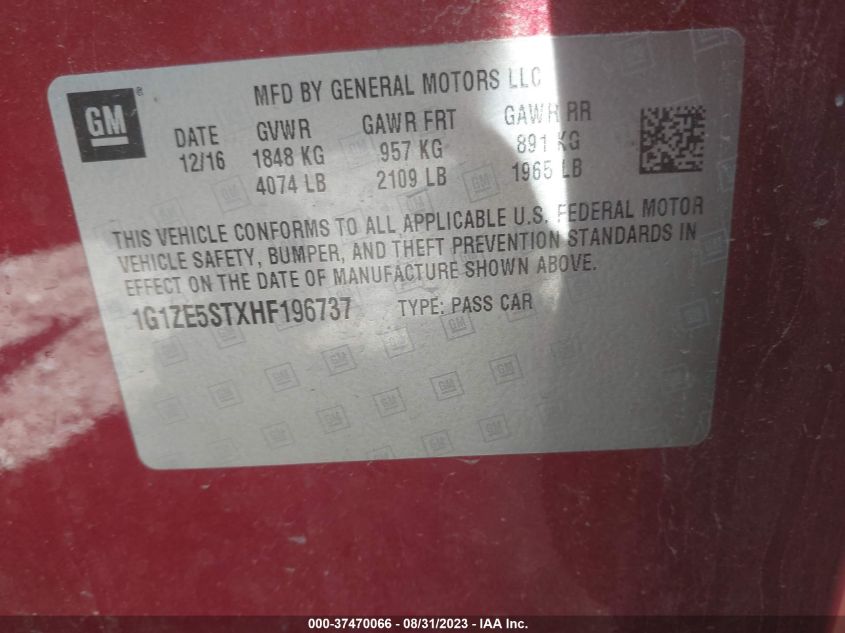 GM ®
MFD BY GENERAL MOTORS LLC
DATE GVWR GAWR FRT GAWR RR
12/16 1848 KG 957 KG 891 KG
4074 LB 2109 LB 1965 LB
THIS VEHICLE CONFORMS TO ALL APPLICABLE U.S. FEDERAL MOTOR
VEHICLE SAFETY, BUMPER, AND THEFT PREVENTION STANDARDS IN
EFFECT ON THE DATE OF MANUFACTURE SHOWN ABOVE.
1G1ZE5STXHF196737 TYPE: PASS CAR
000-37470066 - 08/31/2023 - IAA Inc.